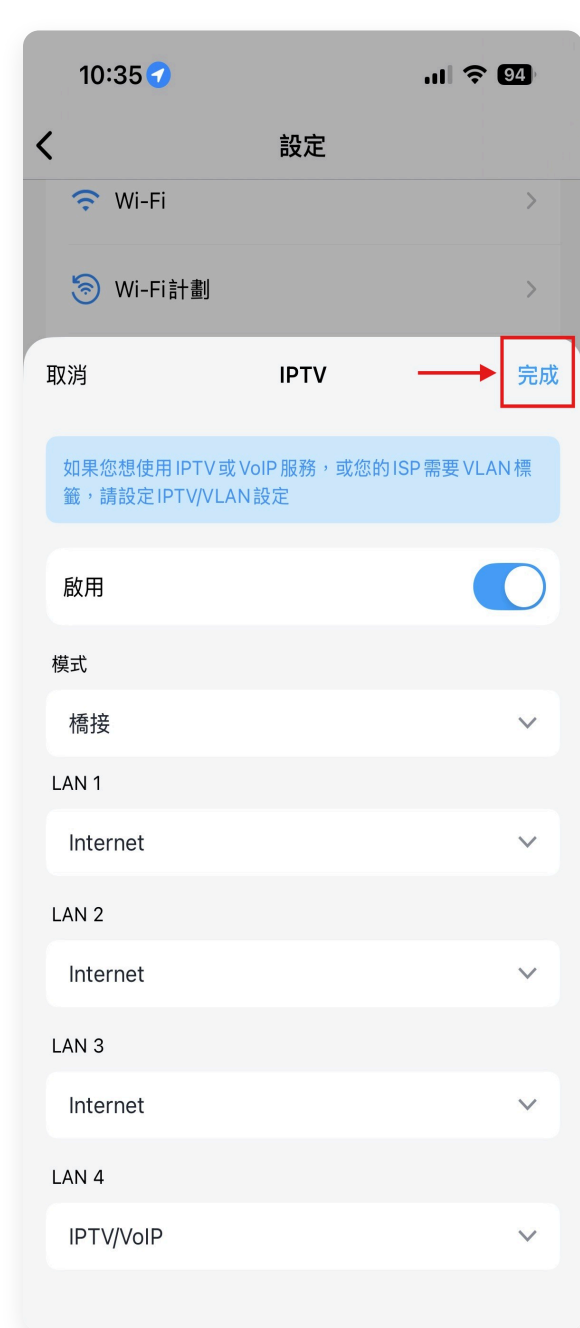 10:35
94
設定
Wi-Fi
Wi-Fi計劃
取消
IPTV
完成
如果您想使用IPTV或VoIP服務，或您的ISP需要VLAN標
籤，請設定IPTV/VLAN設定
啟用
模式
橋接
LAN 1
Internet
LAN 2
Internet
LAN 3
Internet
LAN 4
IPTV/VoIP